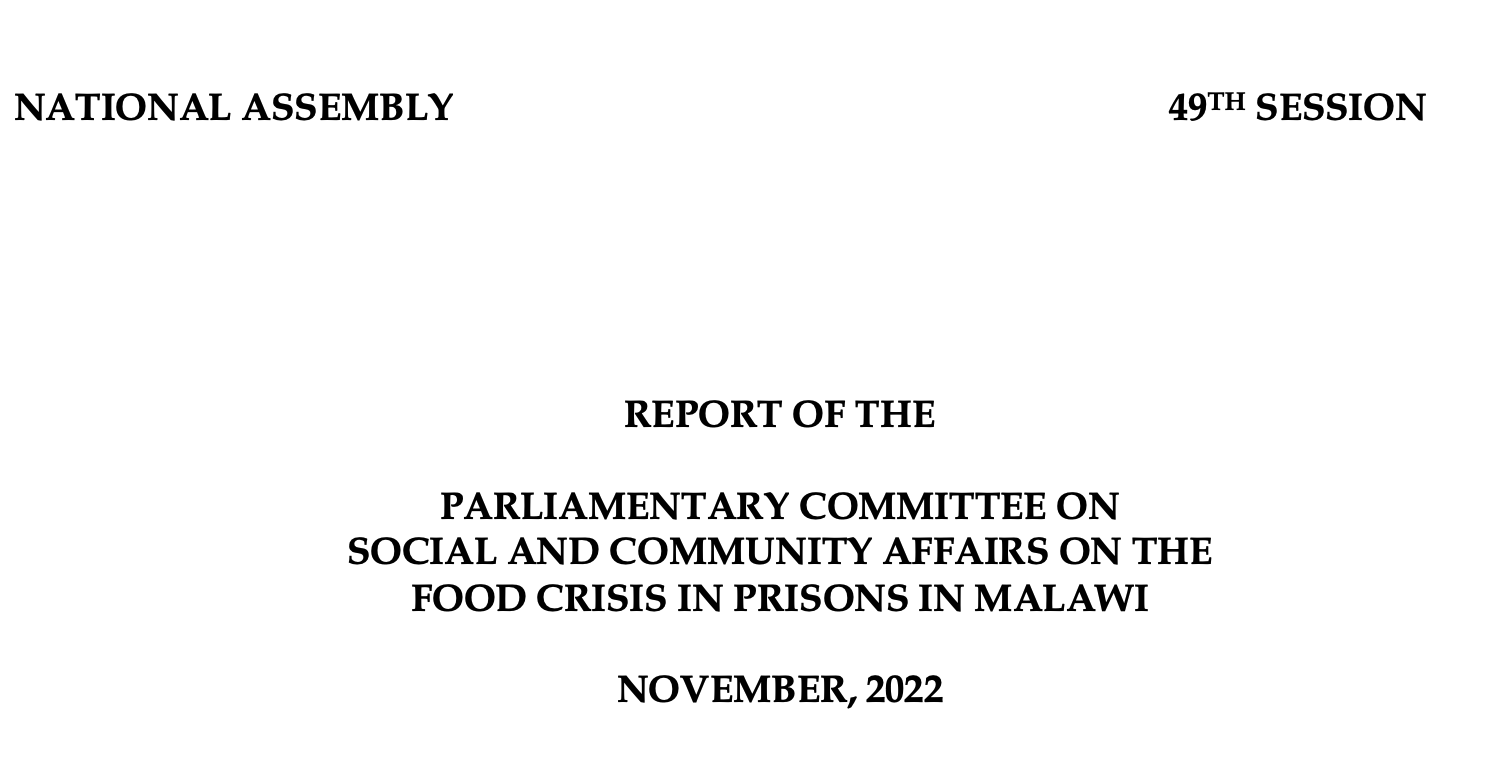 NATIONAL ASSEMBLY 49TH SESSION
REPORT OF THE
PARLIAMENTARY COMMITTEE ON
SOCIAL AND COMMUNITY AFFAIRS ON THE
FOOD CRISIS IN PRISONS IN MALAWI
NOVEMBER, 2022